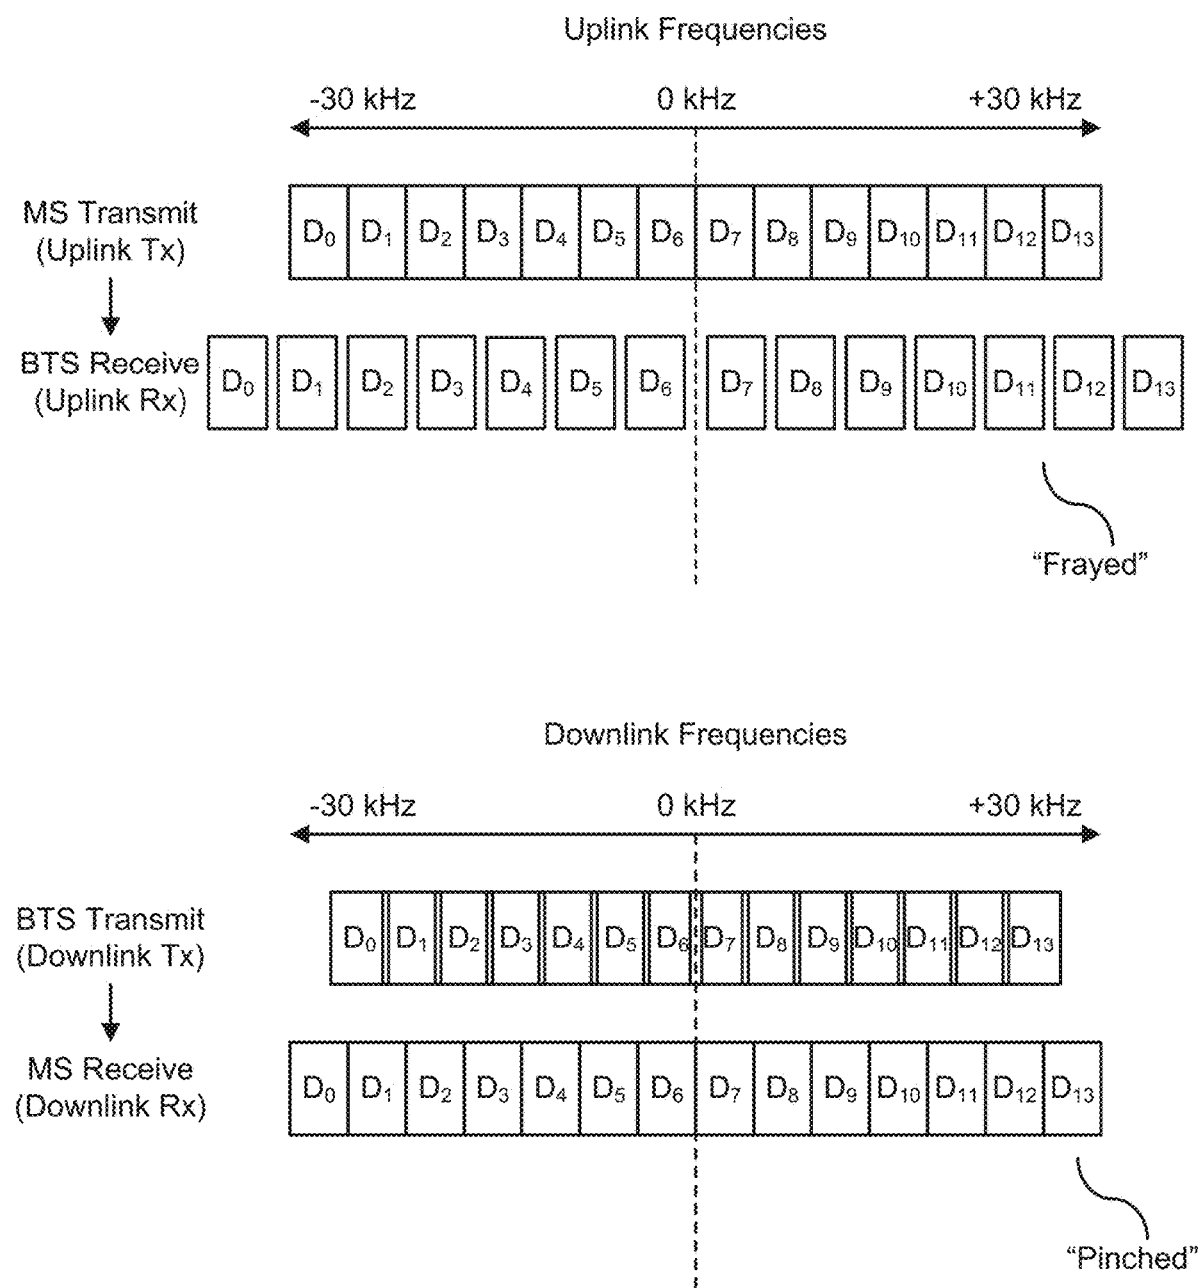 Uplink Frequencies
-30 kHz 0 kHz +30 kHz
MS Transmit
(Uplink Tx)
D0 D1 D2 D3 D4 D5 D6 D7 D8 D9 D10 D11 D12 D13
BTS Receive
(Uplink Rx)
D0 D1 D2 D3 D4 D5 D6 D7 D8 D9 D10 D11 D12 D13
“Frayed”
Downlink Frequencies
-30 kHz 0 kHz +30 kHz
BTS Transmit
(Downlink Tx)
D0 D1 D2 D3 D4 D5 D6 D7 D8 D9 D10 D11 D12 D13
MS Receive
(Downlink Rx)
D0 D1 D2 D3 D4 D5 D6 D7 D8 D9 D10 D11 D12 D13
“Pinched”